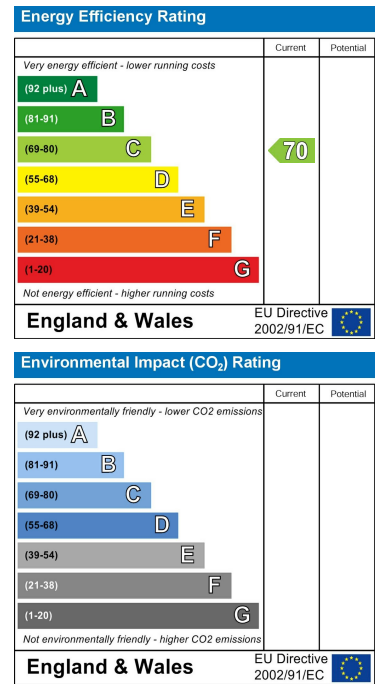 Energy Efficiency Rating
Current Potential
Very energy efficient - lower running costs
(92 plus) A
(81-91) B
(69-80) C
70
(55-68) D
(39-54) E
(21-38) F
(1-20) G
Not energy efficient - higher running costs
England & Wales
EU Directive
2002/91/EC
Environmental Impact (CO₂) Rating
Current Potential
Very environmentally friendly - lower CO2 emissions
(92 plus) A
(81-91) B
(69-80) C
(55-68) D
(39-54) E
(21-38) F
(1-20) G
Not environmentally friendly - higher CO2 emissions
England & Wales
EU Directive
2002/91/EC